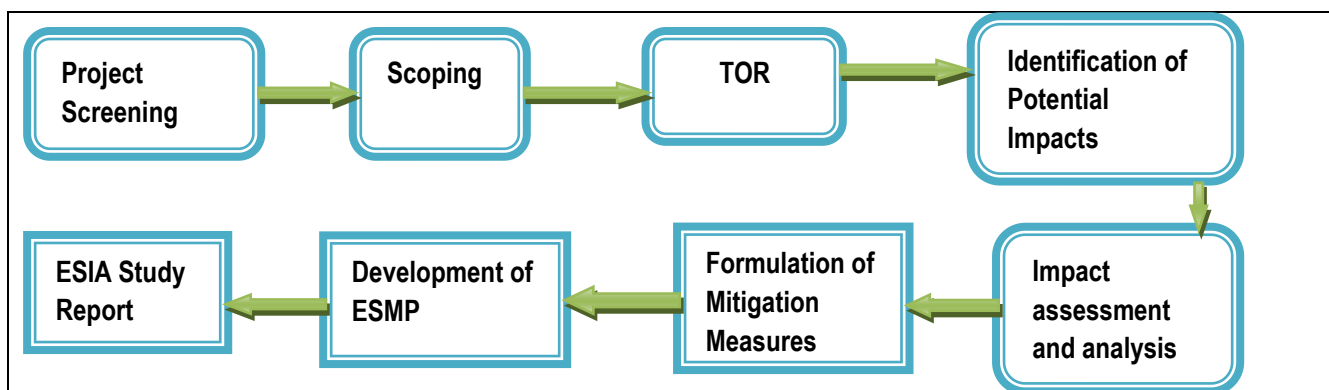 Project
Screening
Scoping
TOR
Identification of
Potential
Impacts
Impact
assessment
and analysis
Formulation of
Mitigation
Measures
Development of
ESMP
ESIA Study
Report